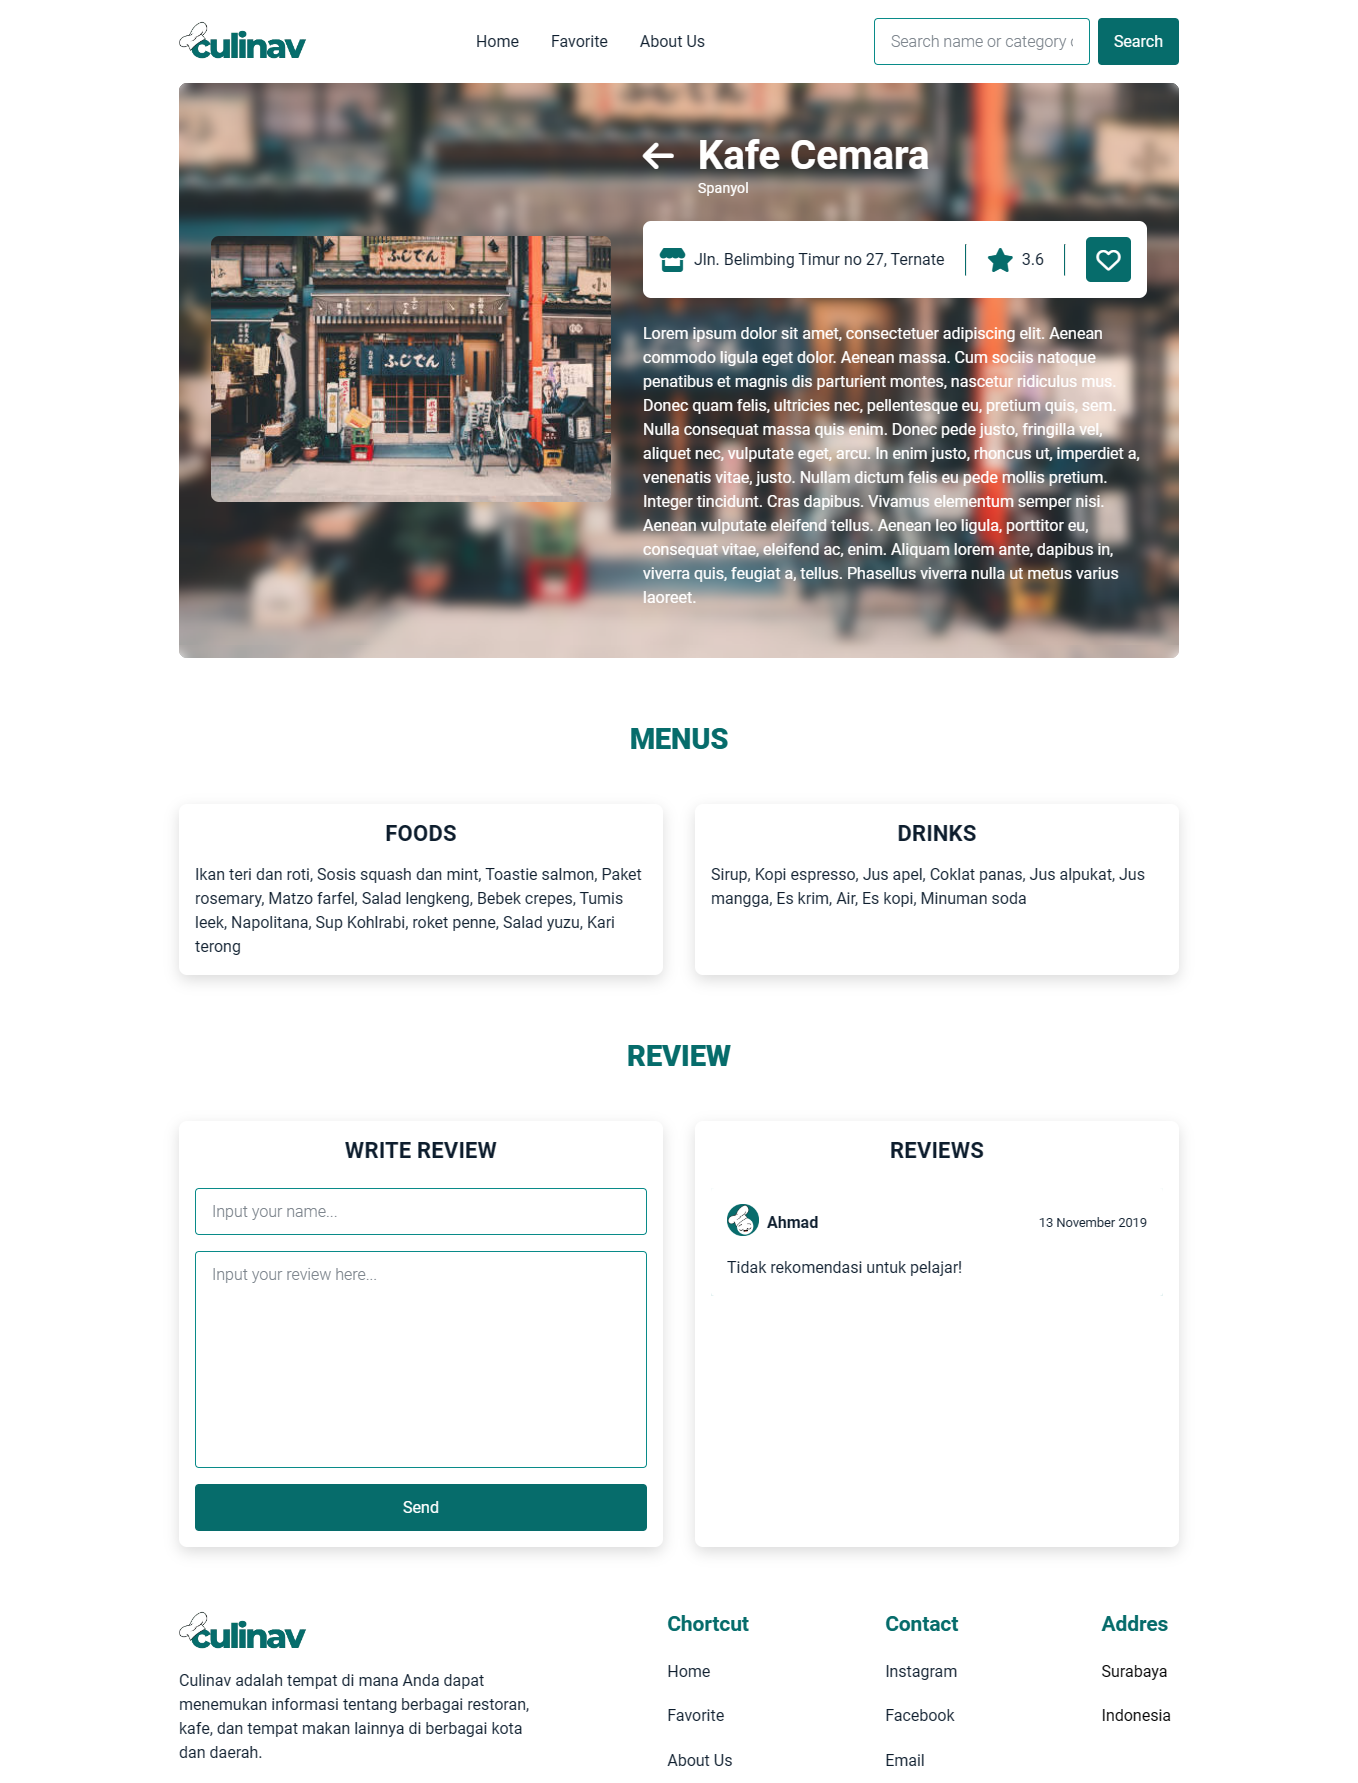 culinav
Home Favorite About Us
Search name or category
Search
Kafe Cemara
Spanyol
ふじでん
ふじでん
Jln. Belimbing Timur no 27, Ternate
3.6
Lorem ipsum dolor sit amet, consectetuer adipiscing elit. Aenean
commodo ligula eget dolor. Aenean massa. Cum sociis natoque
penatibus et magnis dis parturient montes, nascetur ridiculus mus.
Donec quam felis, ultricies nec, pellentesque eu, pretium quis, sem.
Nulla consequat massa quis enim. Donec pede justo, fringilla vel,
aliquet nec, vulputate eget, arcu. In enim justo, rhoncus ut, imperdiet a,
venenatis vitae, justo. Nullam dictum felis eu pede mollis pretium.
Integer tincidunt. Cras dapibus. Vivamus elementum semper nisi.
Aenean vulputate eleifend tellus. Aenean leo ligula, porttitor eu,
consequat vitae, eleifend ac, enim. Aliquam lorem ante, dapibus in,
viverra quis, feugiat a, tellus. Phasellus viverra nulla ut metus varius
laoreet.
MENUS
FOODS
Ikan teri dan roti, Sosis squash dan mint, Toastie salmon, Paket
rosemary, Matzo farfel, Salad lengkeng, Bebek crepes, Tumis
leek, Napolitana, Sup Kohlrabi, roket penne, Salad yuzu, Kari
terong
DRINKS
Sirup, Kopi espresso, Jus apel, Coklat panas, Jus alpukat, Jus
mangga, Es krim, Air, Es kopi, Minuman soda
REVIEW
WRITE REVIEW
Input your name...
Input your review here...
Send
REVIEWS
Ahmad
13 November 2019
Tidak rekomendasi untuk pelajar!
culinav
Culinav adalah tempat di mana Anda dapat
menemukan informasi tentang berbagai restoran,
kafe, dan tempat makan lainnya di berbagai kota
dan daerah.
Chortcut
Home
Favorite
About Us
Contact
Instagram
Facebook
Email
Addres
Surabaya
Indonesia